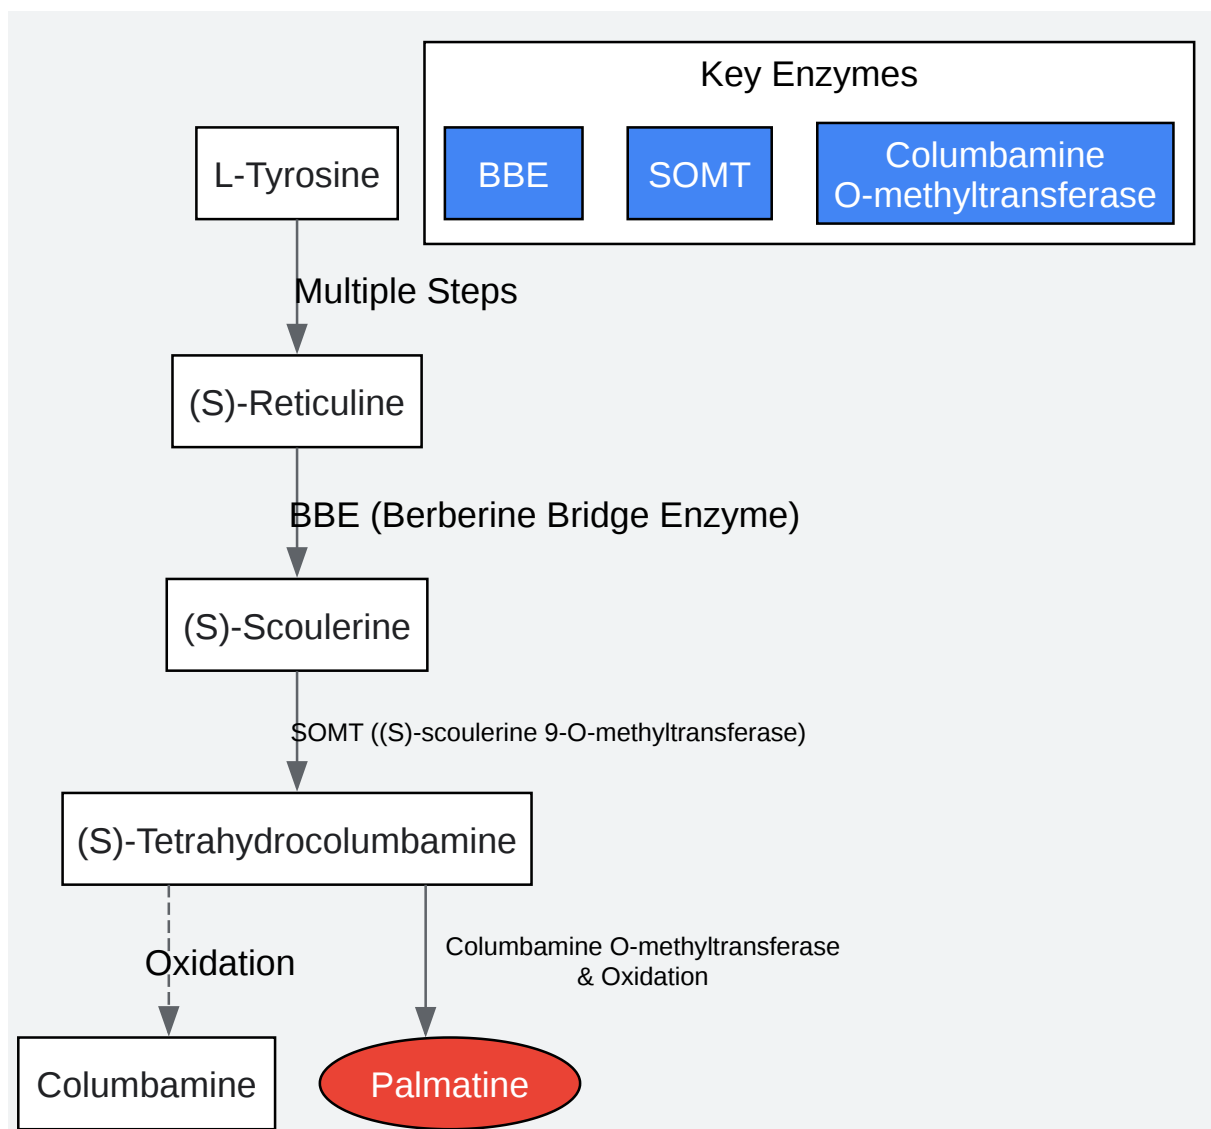 Key Enzymes
L-Tyrosine
BBE
SOMT
Columbamine
O-methyltransferase
Multiple Steps
(S)-Reticuline
BBE (Berberine Bridge Enzyme)
(S)-Scoulerine
SOMT ((S)-scoulerine 9-O-methyltransferase)
(S)-Tetrahydrocolumbamine
Oxidation
Columbamine O-methyltransferase
& Oxidation
Columbamine
Palmatine